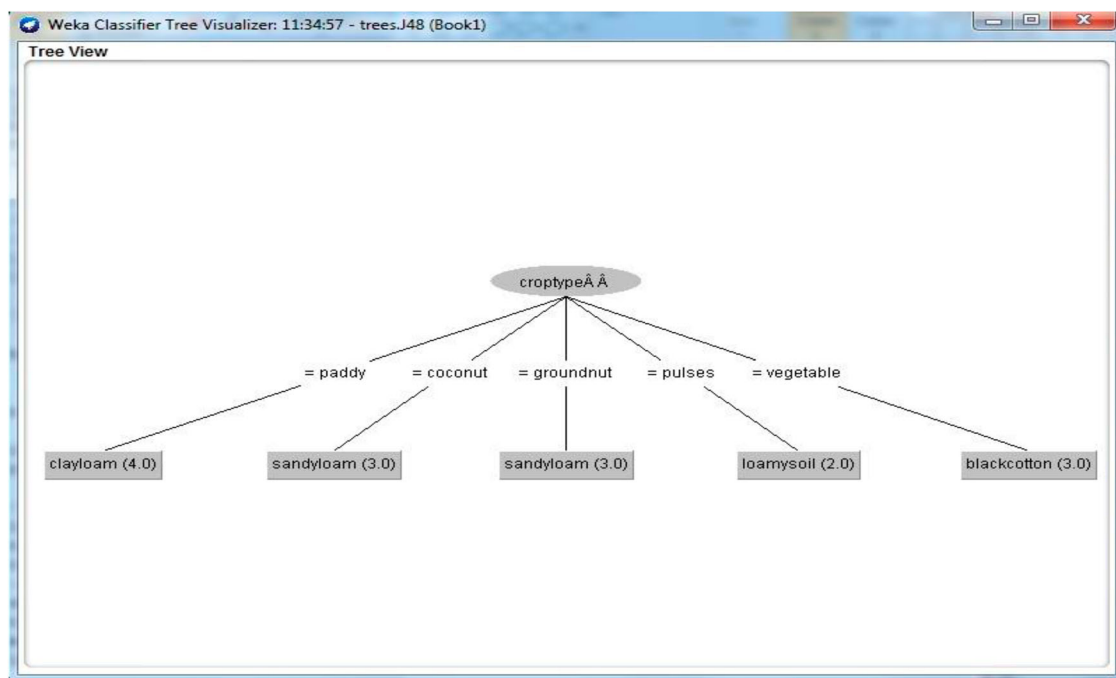 Weka Classifier Tree Visualizer: 11:34:57 - trees.J48 (Book1)
Tree View
croptypeÂ Â
= paddy = coconut = groundnut = pulses = vegetable
clayloam (4.0) sandyloam (3.0) sandyloam (3.0) loamysoil (2.0) blackcotton (3.0)